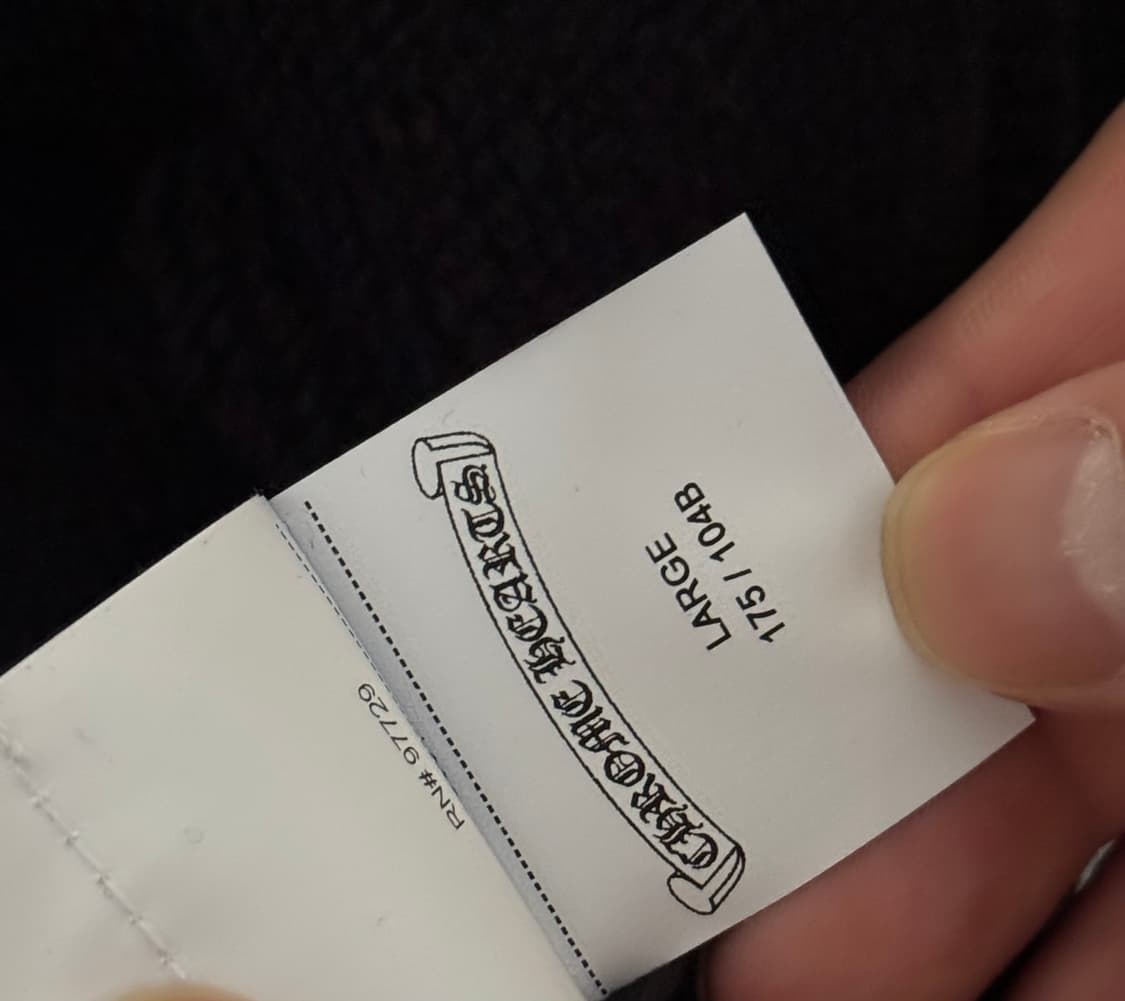 CHROME HEARTS
LARGE
175 / 104B
RN# 97729